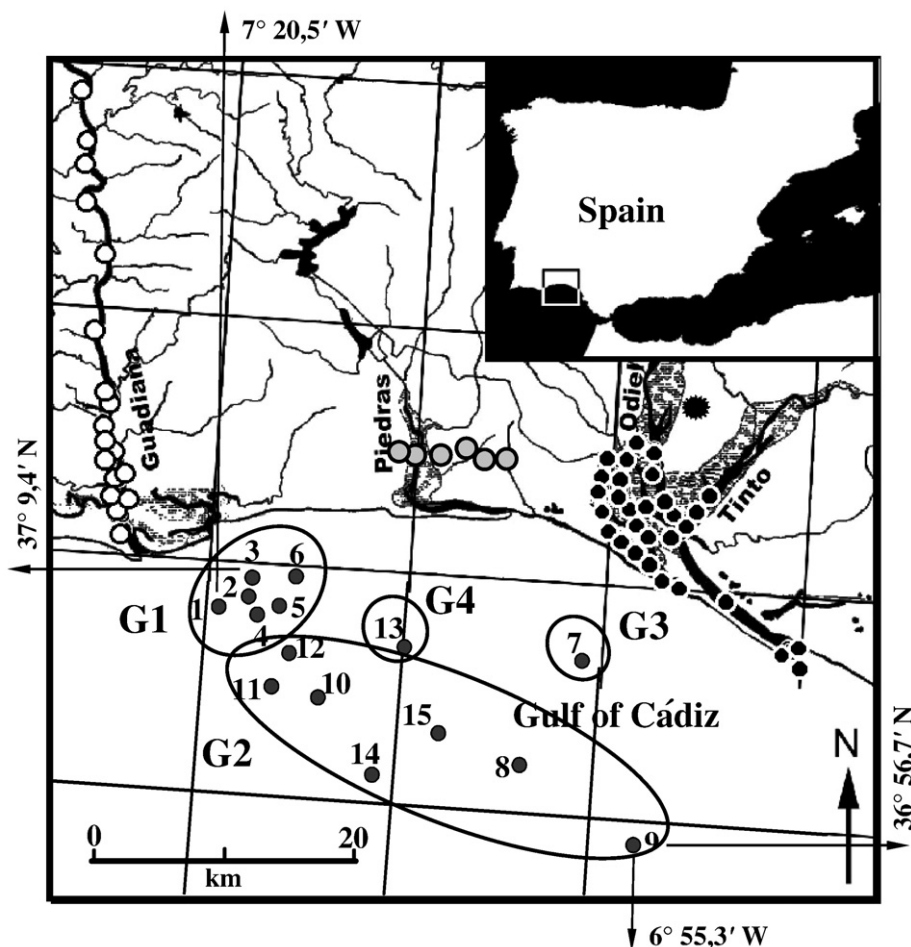 7° 20,5′ W
Spain
Guadiana
Piedras
Odiel
Tinto
37° 9,4′ N
3
6
2
1
5
4
G1
G4
13
7
G3
12
11
10
15
Gulf of Cádiz
G2
14
8
N
36° 56,7′ N
9
0
20
km
6° 55,3′ W